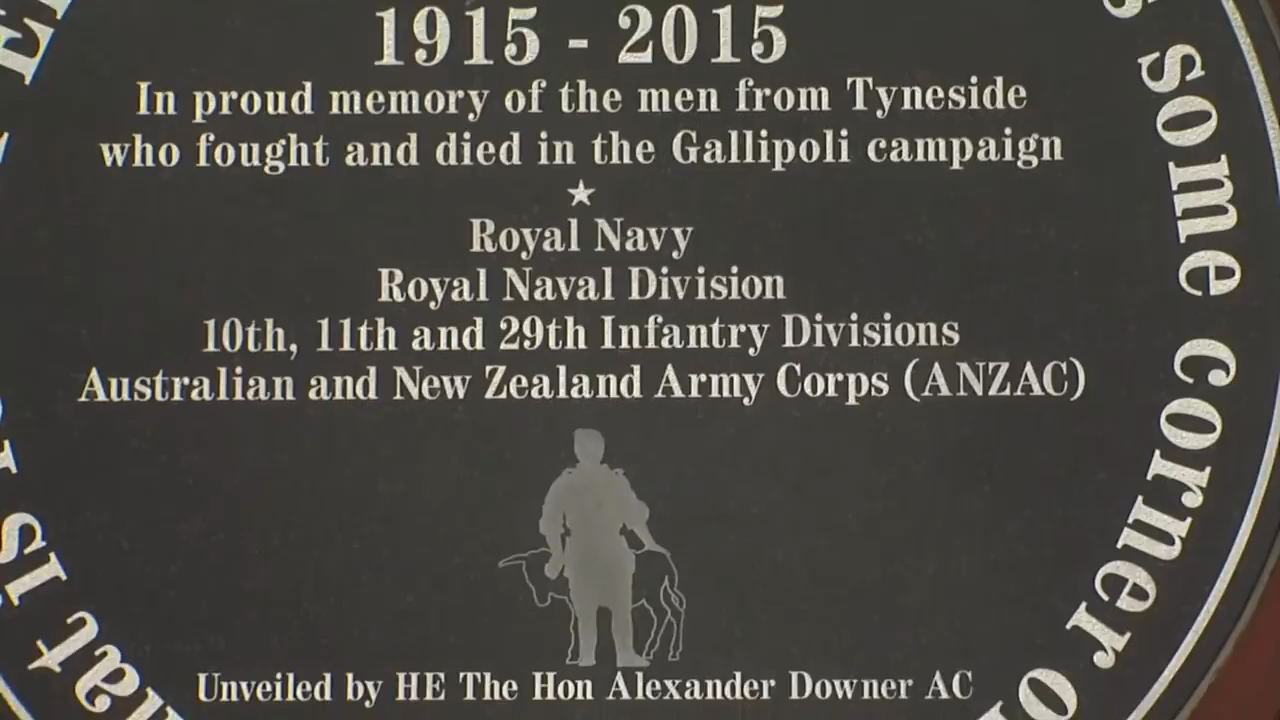 1915 - 2015
In proud memory of the men from Tyneside
who fought and died in the Gallipoli campaign
Royal Navy
Royal Naval Division
10th, 11th and 29th Infantry Divisions
Australian and New Zealand Army Corps (ANZAC)
Unveiled by HE The Hon Alexander Downer AC
some corner of
is